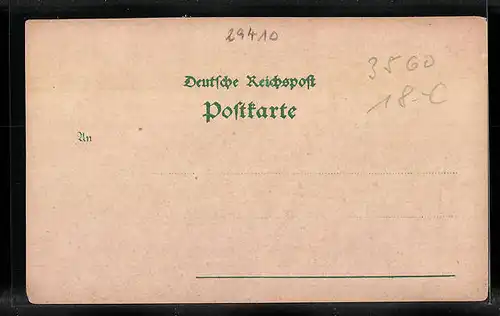 29410
3560
18.-€
Deutsche Reichspost
Postkarte
An